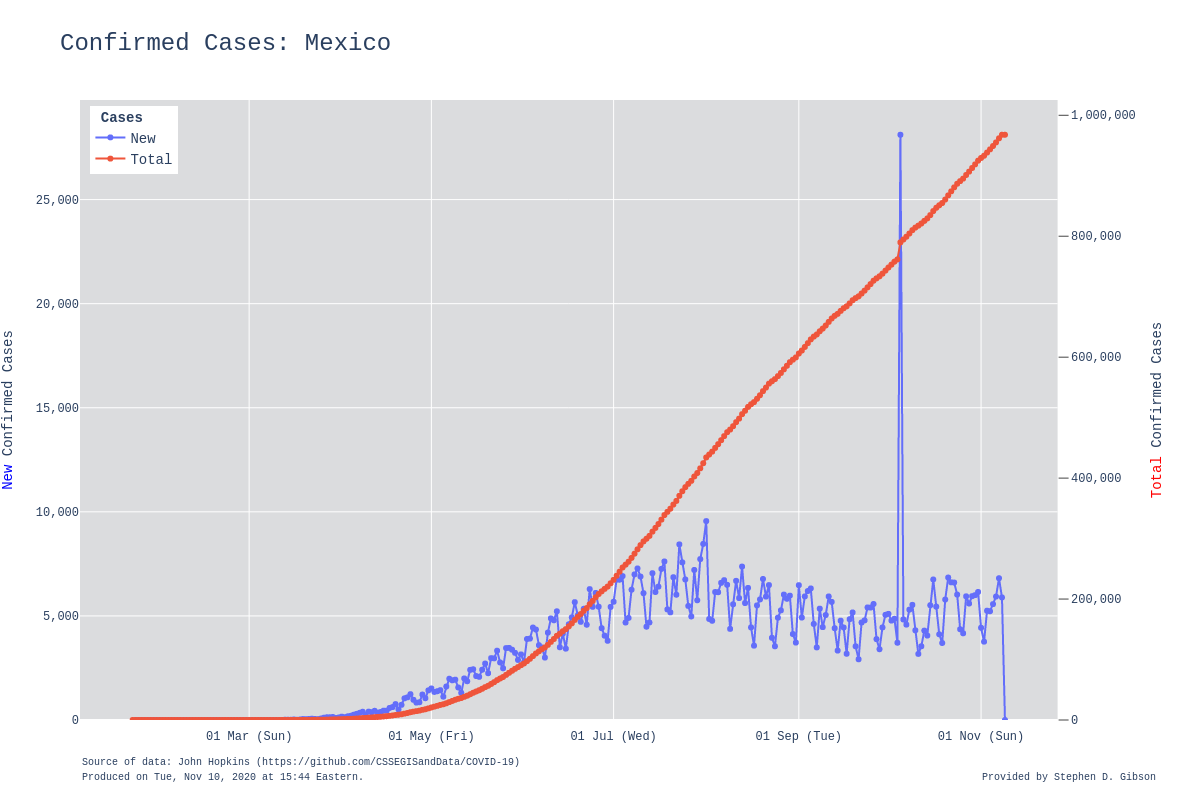 Confirmed Cases: Mexico
Cases
New
Total
1,000,000
800,000
600,000
400,000
200,000
0
25,000
20,000
15,000
10,000
5,000
0
New Confirmed Cases
Total Confirmed Cases
01 Mar (Sun)
01 May (Fri)
01 Jul (Wed)
01 Sep (Tue)
01 Nov (Sun)
Source of data: John Hopkins (https://github.com/CSSEGISandData/COVID-19)
Produced on Tue, Nov 10, 2020 at 15:44 Eastern.
Provided by Stephen D. Gibson